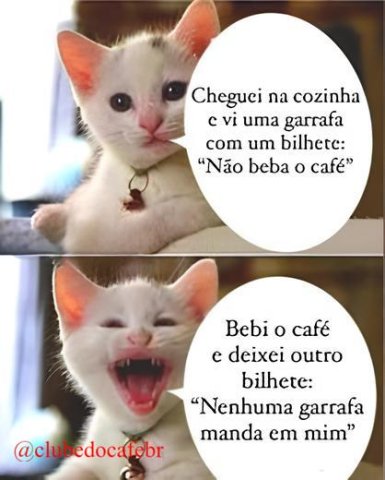 Cheguei na cozinha
e vi uma garrafa
com um bilhete:
“Não beba o café”
Bebi o café
e deixei outro
bilhete:
“Nenhuma garrafa
manda em mim”
@clubedocafebr